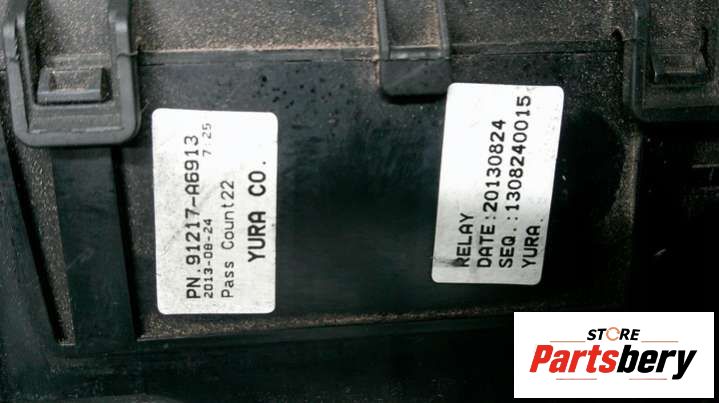 PN.91217-A6913
2013-08-24 7:25
Pass Count22
YURA CO.
RELAY
DATE:20130824
SEQ.:1308240015
YURA.
STORE
Partsbery